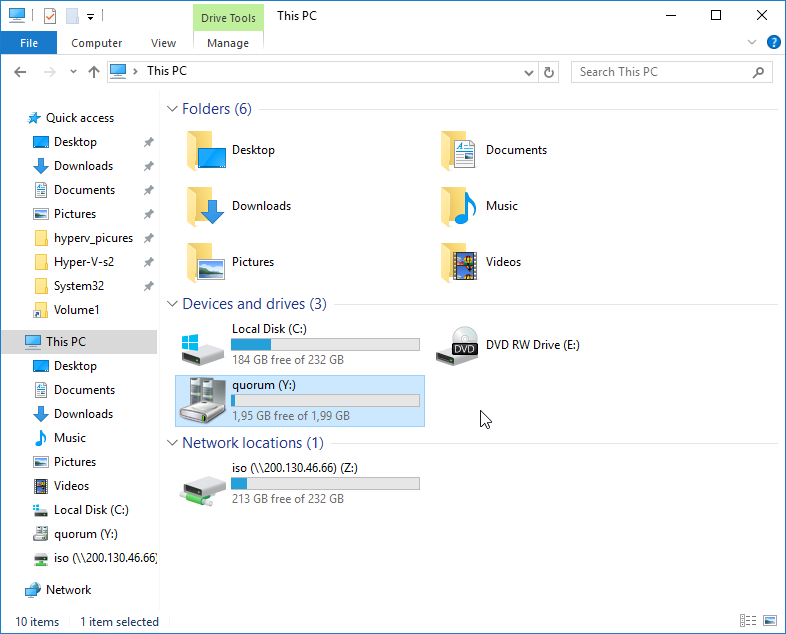 Drive Tools
This PC
File
Computer
View
Manage
This PC
Search This PC
Quick access
Desktop
Downloads
Documents
Pictures
hyperv_picures
Hyper-V-s2
System32
Volume1
This PC
Desktop
Documents
Downloads
Music
Pictures
Videos
Local Disk (C:)
quorum (Y:)
iso (\\200.130.46.66)
Network
Folders (6)
Desktop
Documents
Downloads
Music
Pictures
Videos
Devices and drives (3)
Local Disk (C:)
184 GB free of 232 GB
DVD
DVD RW Drive (E:)
quorum (Y:)
1,95 GB free of 1,99 GB
Network locations (1)
iso (\\200.130.46.66) (Z:)
213 GB free of 232 GB
10 items
1 item selected